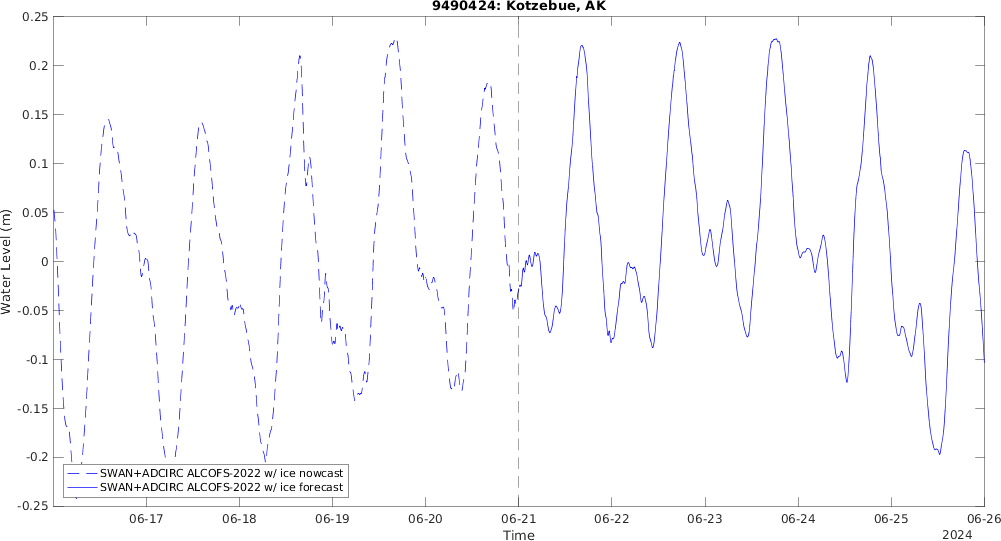 9490424: Kotzebue, AK
0.25
0.2
0.15
0.1
0.05
0
-0.05
-0.1
-0.15
-0.2
-0.25
Water Level (m)
SWAN+ADCIRC ALCOFS-2022 w/ ice nowcast
SWAN+ADCIRC ALCOFS-2022 w/ ice forecast
06-17 06-18 06-19 06-20 06-21 06-22 06-23 06-24 06-25 06-26
Time 2024